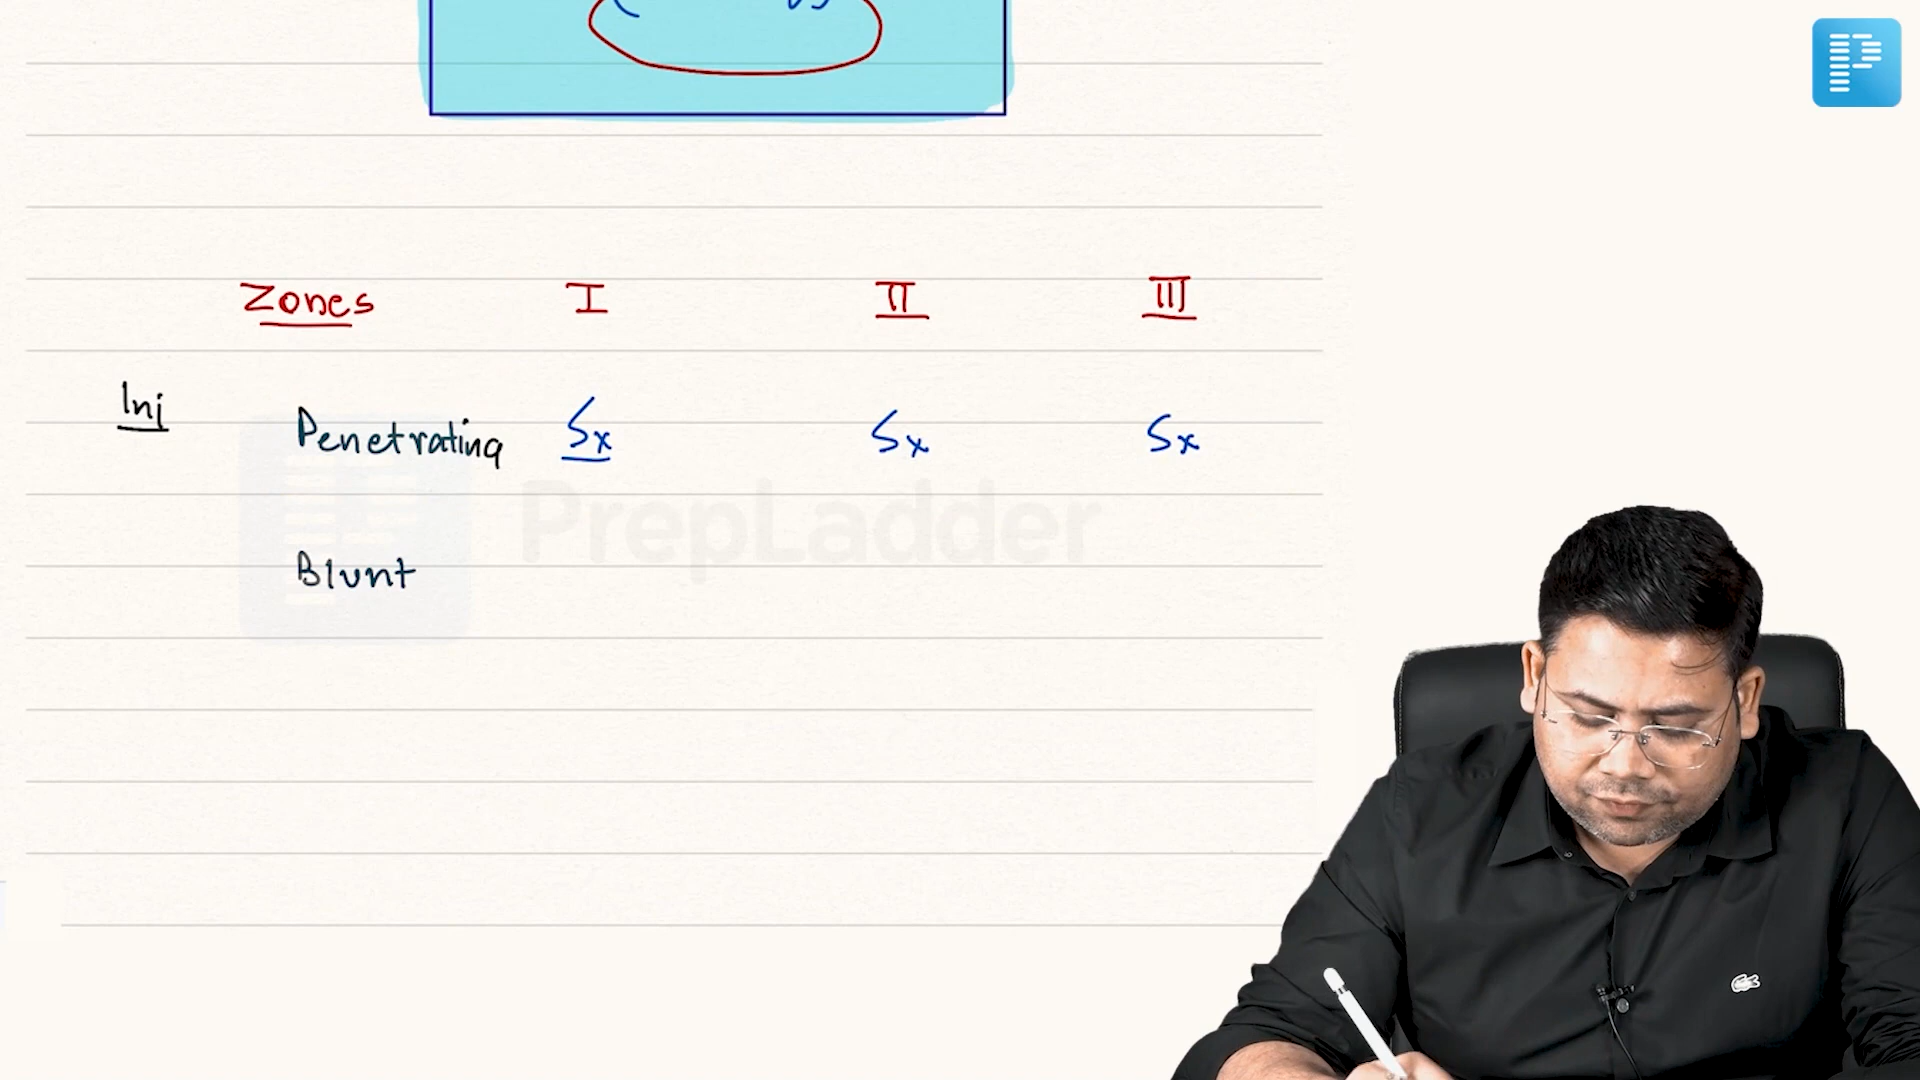 Zones I II III
Inj
Penetrating Sx Sx Sx
PrepLadder
Blunt